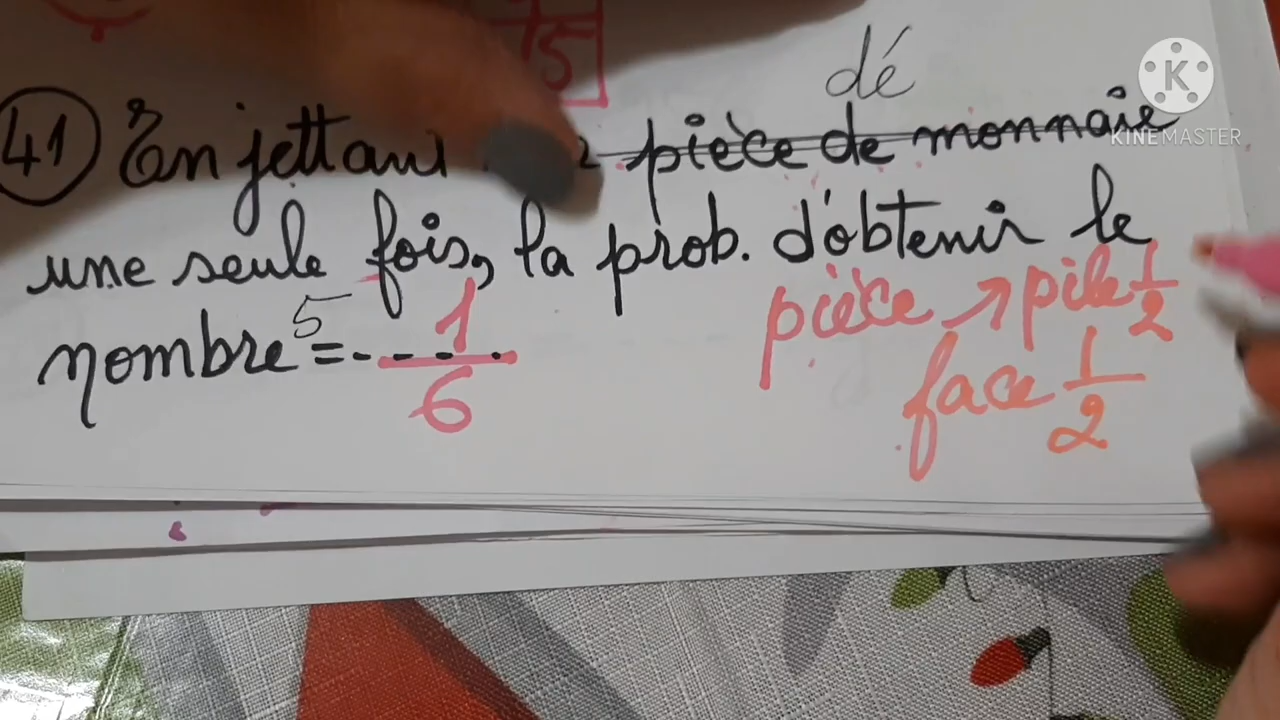 dé
41 En jettant pièce de monnaie
KINEMASTER
une seule fois, la prob. d'obtenir le
nombre 5 = ---- 1/6
pièce ↗ pile 1/2
face 1/2